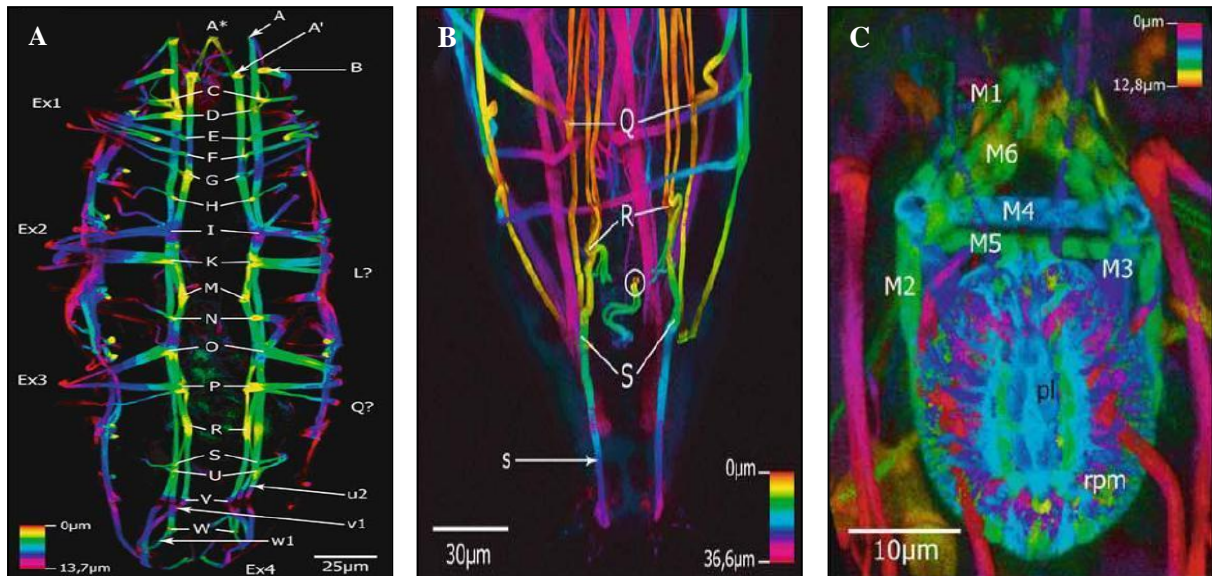 A
A*
A
A'
B
C
Ex1
D
E
F
G
H
Ex2
I
K
L?
M
N
O
Ex3
P
Q?
R
S
U
u2
V
v1
W
w1
Ex4
0µm
13,7µm
25µm
B
Q
R
S
s
0µm
36,6µm
30µm
C
0µm
12,8µm
M1
M6
M4
M5
M3
M2
pl
rpm
10µm